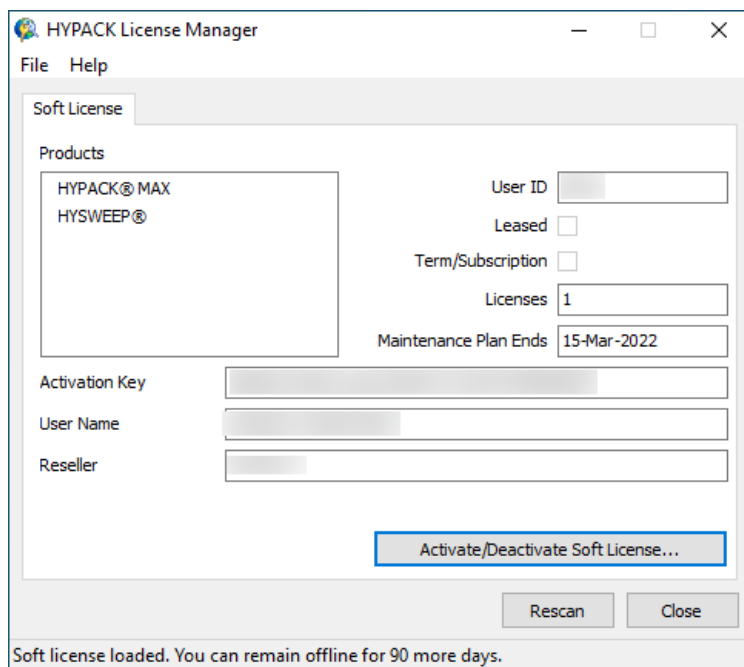 HYPACK License Manager
File Help
Soft License
Products
HYPACK® MAX
HYSWEEP®
User ID
Leased
Term/Subscription
Licenses 1
Maintenance Plan Ends 15-Mar-2022
Activation Key
User Name
Reseller
Activate/Deactivate Soft License...
Rescan Close
Soft license loaded. You can remain offline for 90 more days.